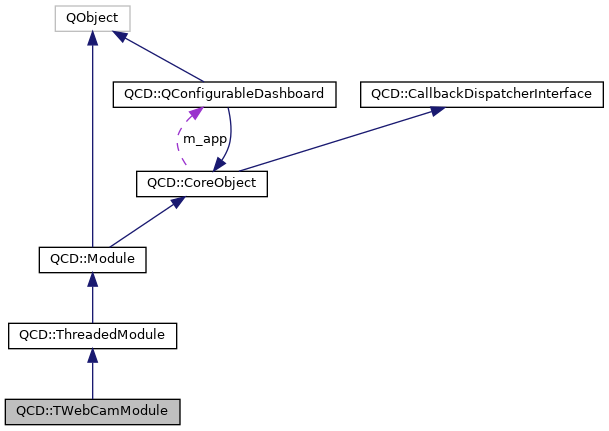 QObject
QCD::QConfigurableDashboard
QCD::CallbackDispatcherInterface
m_app
QCD::CoreObject
QCD::Module
QCD::ThreadedModule
QCD::TWebCamModule